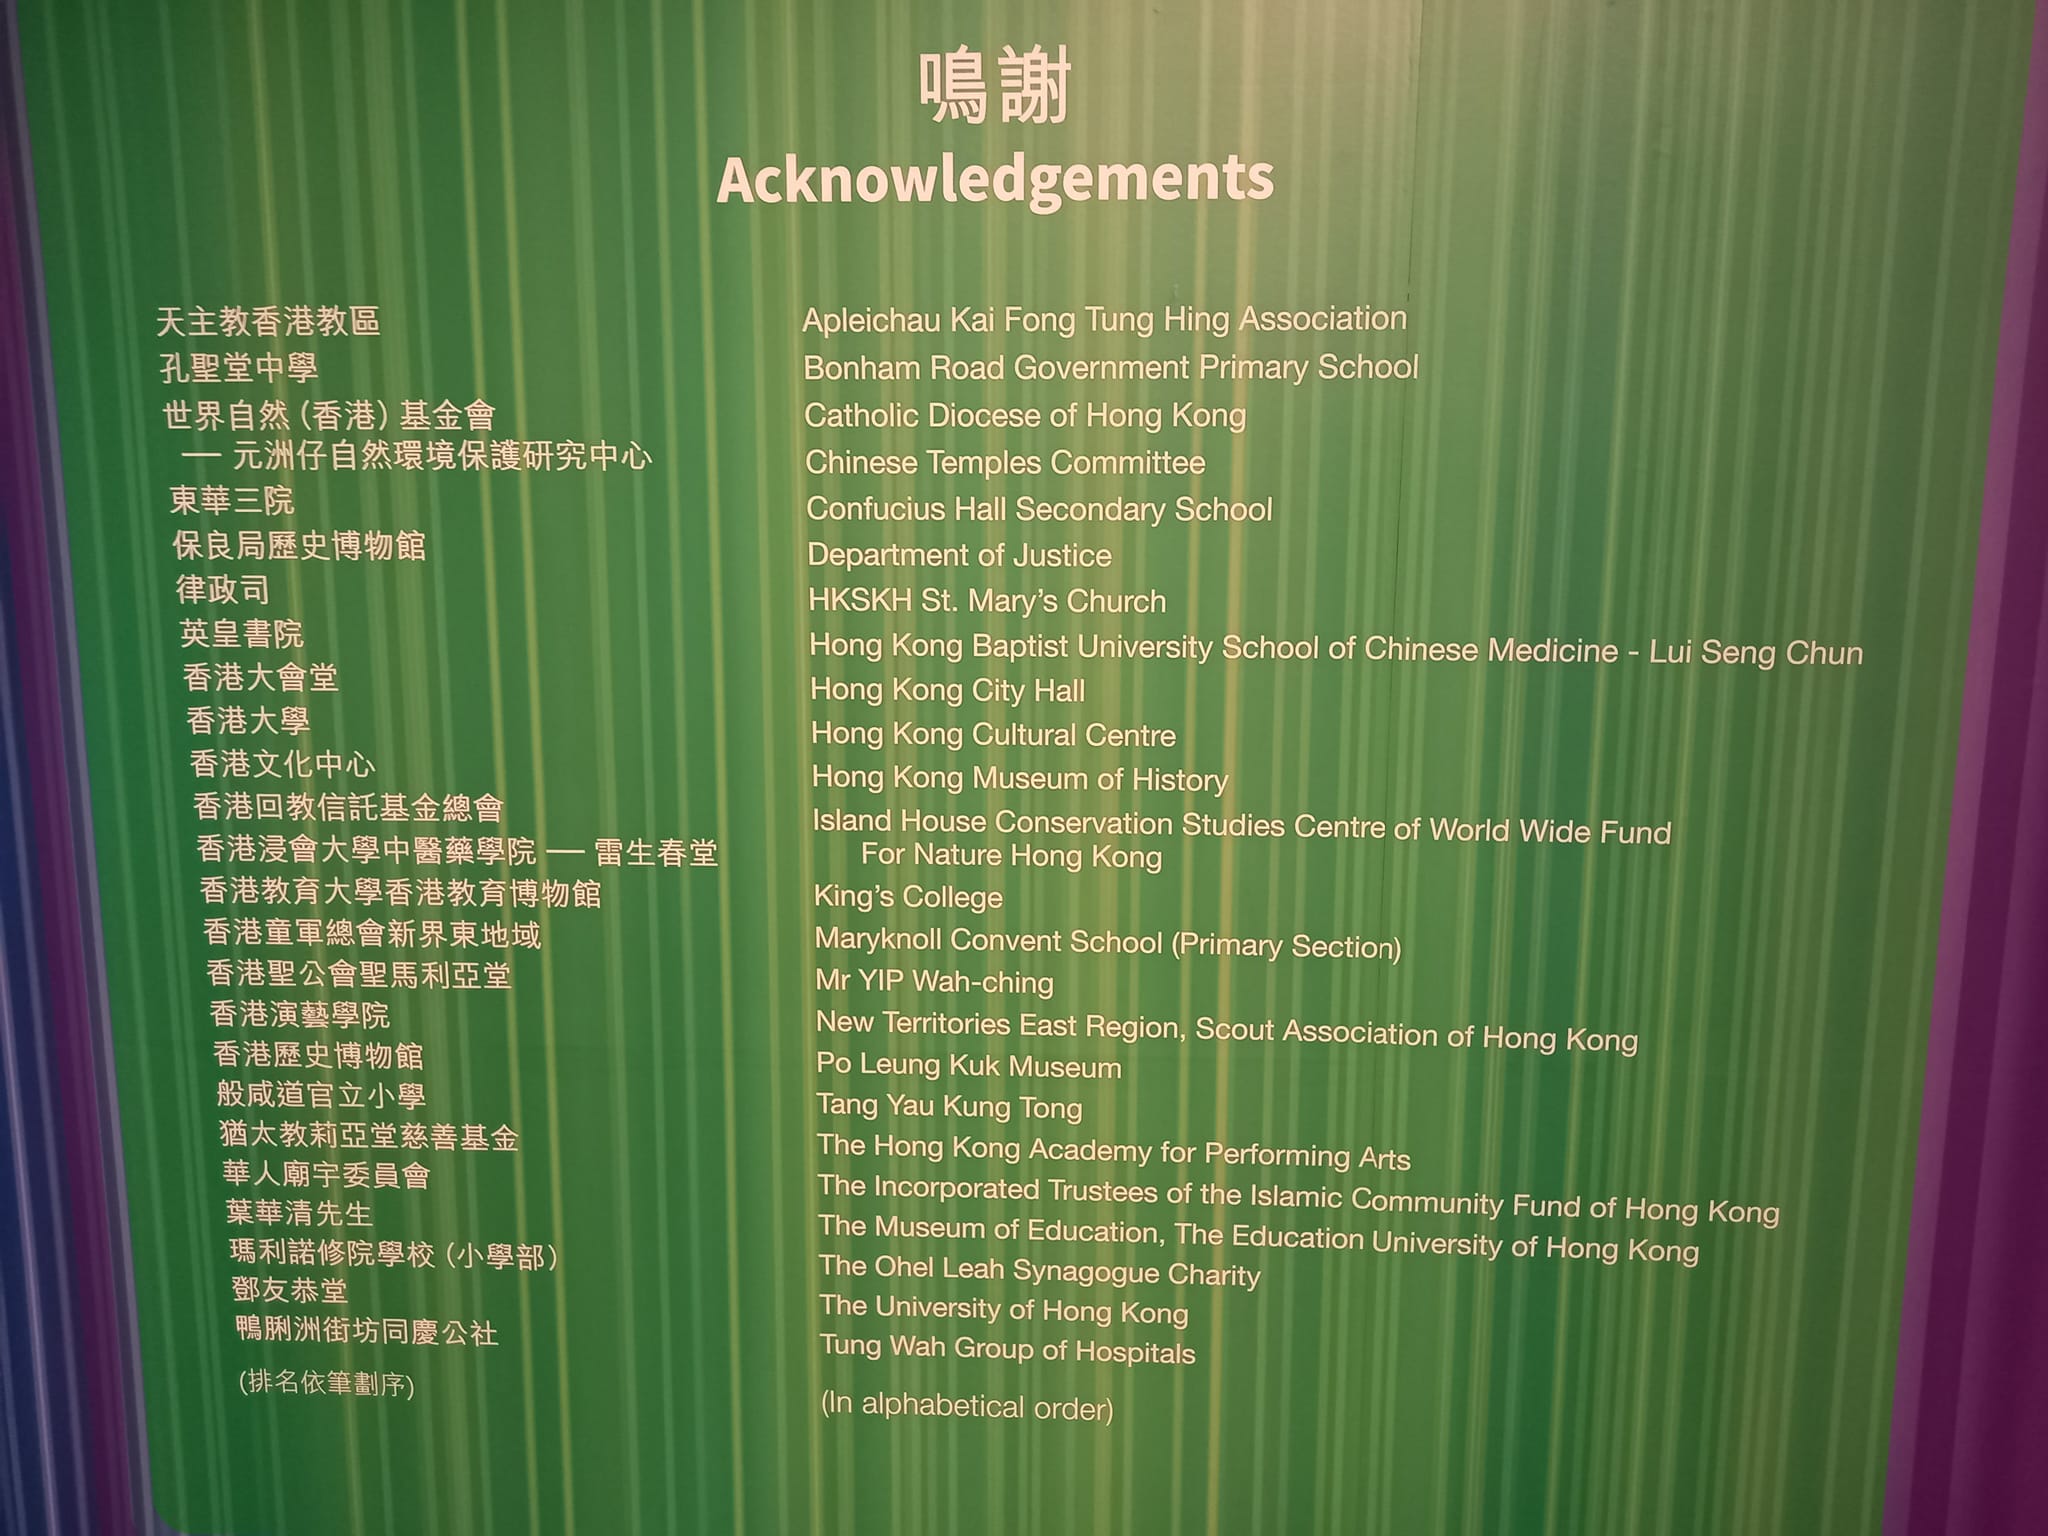 鳴謝
Acknowledgements
天主教香港教區
孔聖堂中學
世界自然（香港）基金會
— 元洲仔自然環境保護研究中心
東華三院
保良局歷史博物館
律政司
英皇書院
香港大會堂
香港大學
香港文化中心
香港回教信託基金總會
香港浸會大學中醫藥學院 — 雷生春堂
香港教育大學香港教育博物館
香港童軍總會新界東地域
香港聖公會聖馬利亞堂
香港演藝學院
香港歷史博物館
般咸道官立小學
猶太教莉亞堂慈善基金
華人廟宇委員會
葉華清先生
瑪利諾修院學校（小學部）
鄧友恭堂
鴨脷洲街坊同慶公社
(排名依筆劃序)
Apleichau Kai Fong Tung Hing Association
Bonham Road Government Primary School
Catholic Diocese of Hong Kong
Chinese Temples Committee
Confucius Hall Secondary School
Department of Justice
HKSKH St. Mary’s Church
Hong Kong Baptist University School of Chinese Medicine - Lui Seng Chun
Hong Kong City Hall
Hong Kong Cultural Centre
Hong Kong Museum of History
Island House Conservation Studies Centre of World Wide Fund
For Nature Hong Kong
King’s College
Maryknoll Convent School (Primary Section)
Mr YIP Wah-ching
New Territories East Region, Scout Association of Hong Kong
Po Leung Kuk Museum
Tang Yau Kung Tong
The Hong Kong Academy for Performing Arts
The Incorporated Trustees of the Islamic Community Fund of Hong Kong
The Museum of Education, The Education University of Hong Kong
The Ohel Leah Synagogue Charity
The University of Hong Kong
Tung Wah Group of Hospitals
(In alphabetical order)